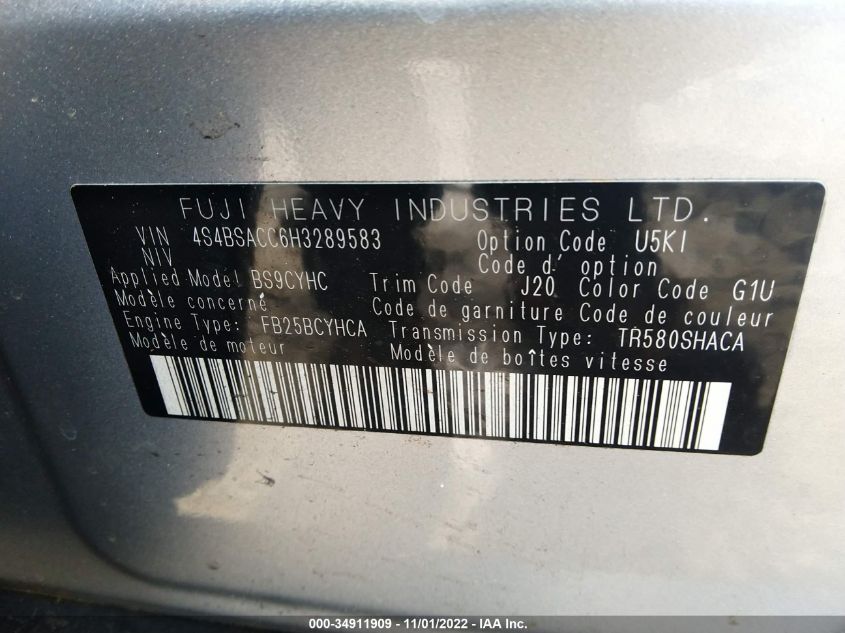 FUJI HEAVY INDUSTRIES LTD.
VIN 4S4BSACC6H3289583 Option Code U5KI
NIV Code d' option
Applied Model BS9CYHC Trim Code J20 Color Code G1U
Modèle concerné Code de garniture Code de couleur
Engine Type: FB25BCYHCA Transmission Type: TR580SHACA
Modèle de moteur Modèle de boîtes vitesse
000-34911909 - 11/01/2022 - IAA Inc.